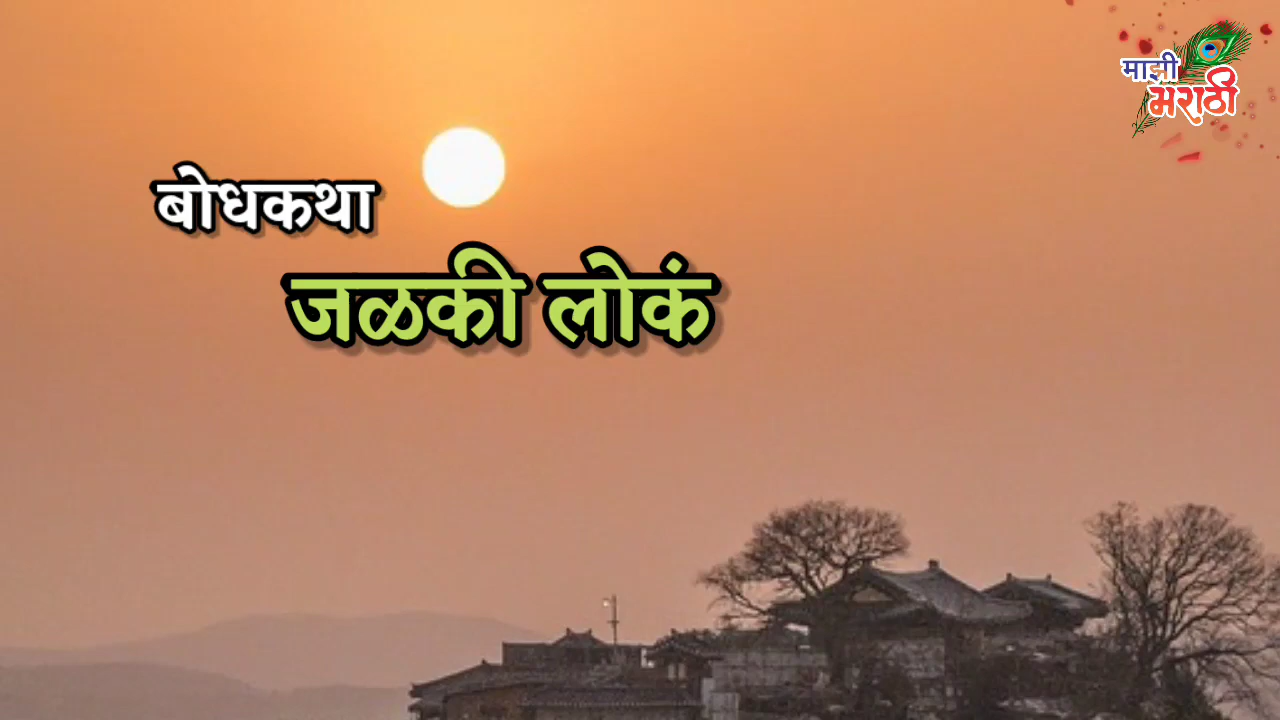 माझी
मराठी
बोधकथा
जळकी लोकं